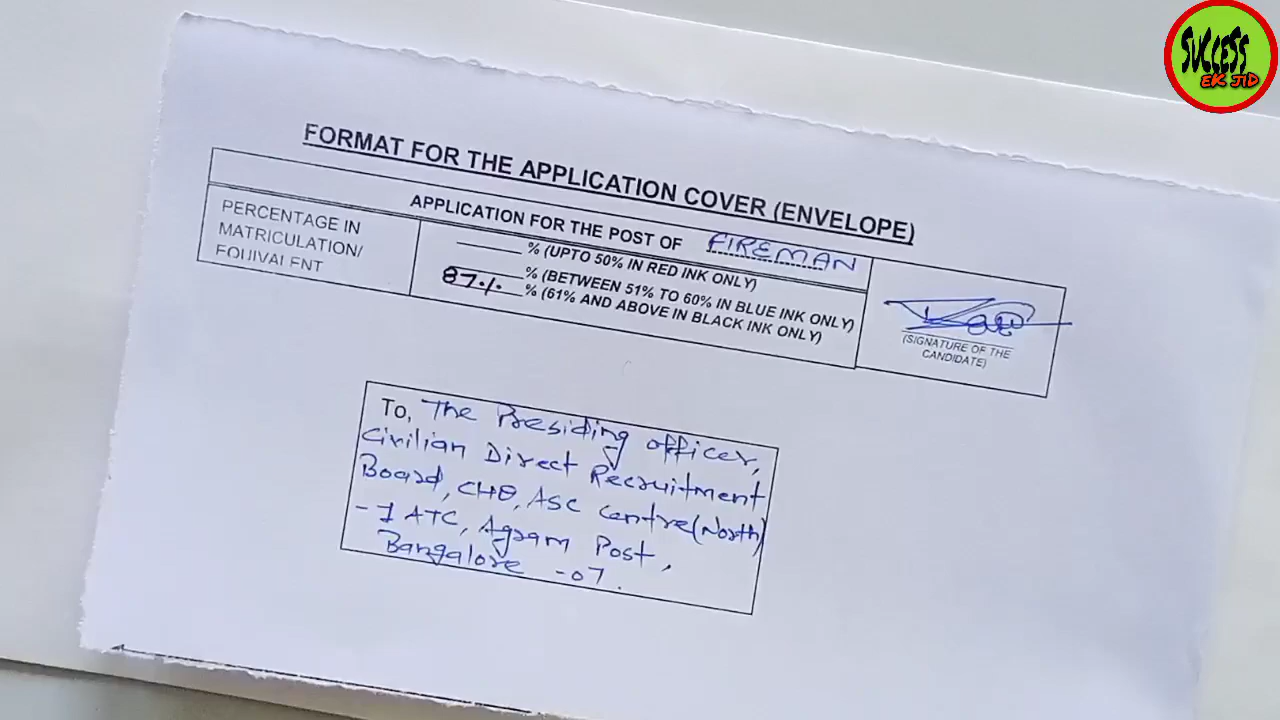 SUCCESS
EK JID
FORMAT FOR THE APPLICATION COVER (ENVELOPE)
APPLICATION FOR THE POST OF FIREMAN
PERCENTAGE IN
MATRICULATION/
EQUIVALENT
% (UPTO 50% IN RED INK ONLY)
% (BETWEEN 51% TO 60% IN BLUE INK ONLY)
87% % (61% AND ABOVE IN BLACK INK ONLY)
(SIGNATURE OF THE
CANDIDATE)
To, The Presiding officer,
Civilian Direct Recruitment
Board, CHQ, ASC Centre (North)
- 1 ATC, Agram Post,
Bangalore -07.